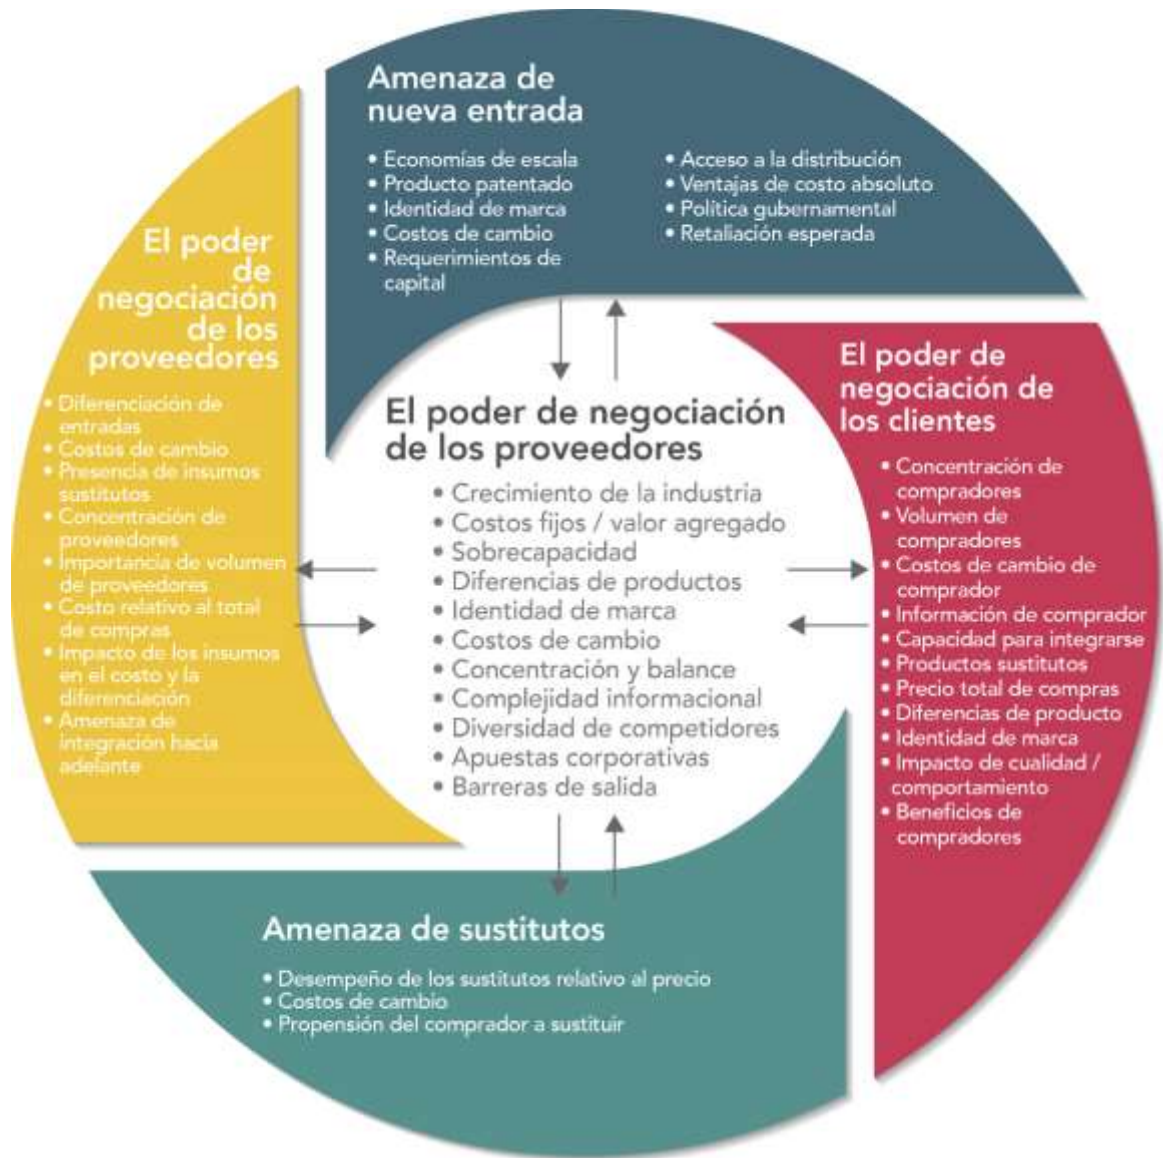 Amenaza de
nueva entrada
• Economías de escala
• Producto patentado
• Identidad de marca
• Costos de cambio
• Requerimientos de
capital
• Acceso a la distribución
• Ventajas de costo absoluto
• Política gubernamental
• Retaliación esperada
El poder
de
negociación
de los
proveedores
• Diferenciación de
entradas
• Costos de cambio
• Presencia de insumos
sustitutos
• Concentración de
proveedores
• Importancia de volumen
de proveedores
• Costo relativo al total
de compras
• Impacto de los insumos
en el costo y la
diferenciación
• Amenaza de
integración hacia
adelante
El poder de negociación
de los proveedores
• Crecimiento de la industria
• Costos fijos / valor agregado
• Sobrecapacidad
• Diferencias de productos
• Identidad de marca
• Costos de cambio
• Concentración y balance
• Complejidad informacional
• Diversidad de competidores
• Apuestas corporativas
• Barreras de salida
El poder de
negociación de
los clientes
• Concentración de
compradores
• Volumen de
compradores
• Costos de cambio de
comprador
• Información de comprador
• Capacidad para integrarse
• Productos sustitutos
• Precio total de compras
• Diferencias de producto
• Identidad de marca
• Impacto de cualidad /
comportamiento
• Beneficios de
compradores
Amenaza de sustitutos
• Desempeño de los sustitutos relativo al precio
• Costos de cambio
• Propensión del comprador a sustituir